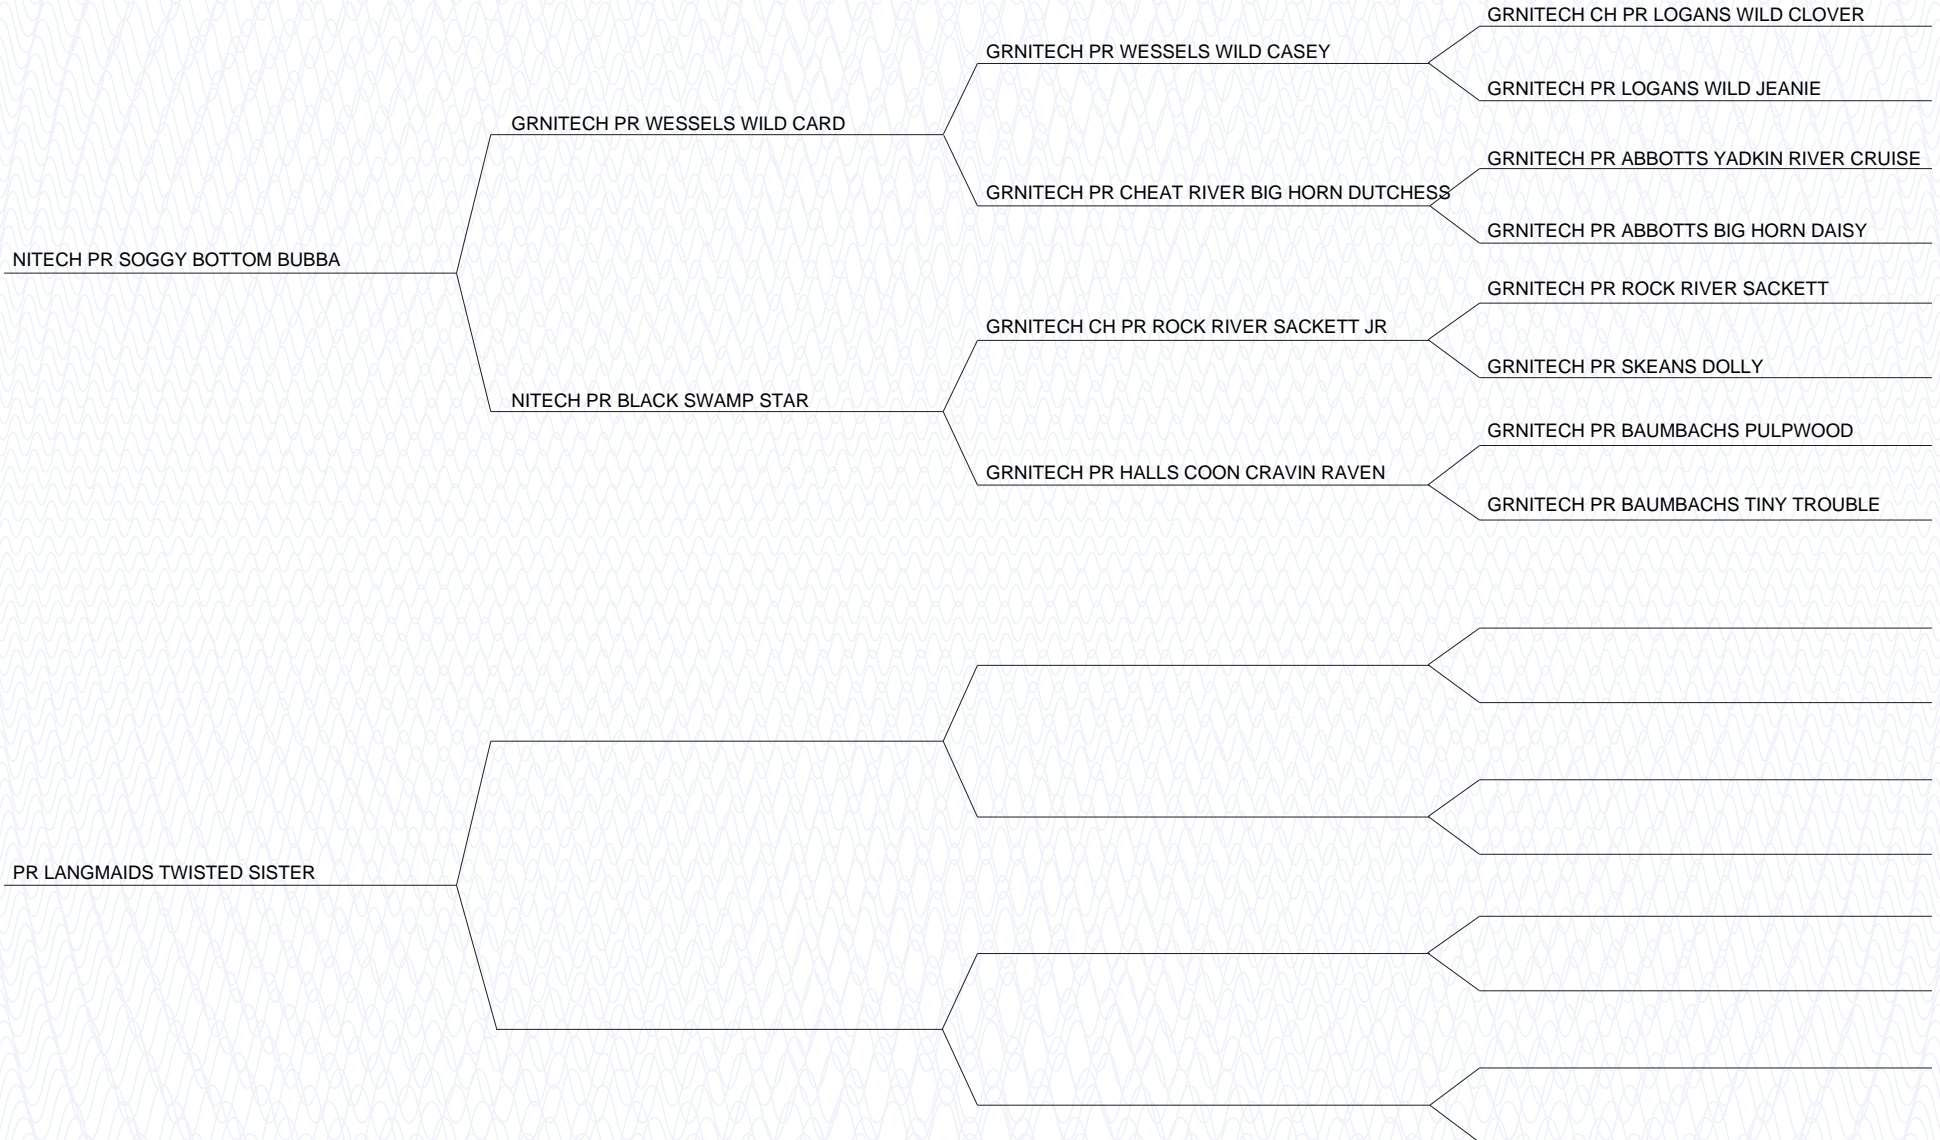 GRNITECH CH PR LOGANS WILD CLOVER
GRNITECH PR WESSELS WILD CASEY
GRNITECH PR LOGANS WILD JEANIE
GRNITECH PR WESSELS WILD CARD
GRNITECH PR ABBOTTS YADKIN RIVER CRUISE
GRNITECH PR CHEAT RIVER BIG HORN DUTCHESS
GRNITECH PR ABBOTTS BIG HORN DAISY
NITECH PR SOGGY BOTTOM BUBBA
GRNITECH PR ROCK RIVER SACKETT
GRNITECH CH PR ROCK RIVER SACKETT JR
GRNITECH PR SKEANS DOLLY
NITECH PR BLACK SWAMP STAR
GRNITECH PR BAUMBACHS PULPWOOD
GRNITECH PR HALLS COON CRAVIN RAVEN
GRNITECH PR BAUMBACHS TINY TROUBLE
PR LANGMAIDS TWISTED SISTER